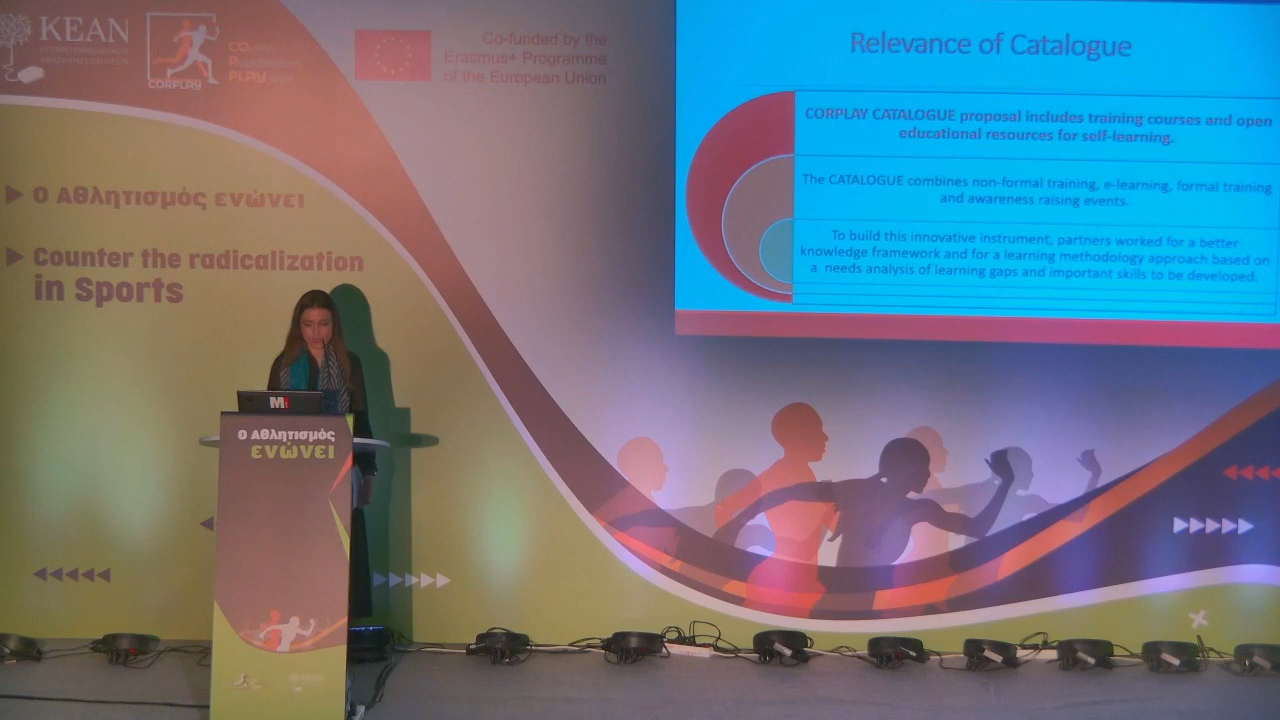 KEAN
CORPLAY
PLAY
Co-funded by the
Erasmus+ Programme
of the European Union
Ο Αθλητισμός ενώνει
Counter the radicalization
in Sports
Relevance of Catalogue
CORPLAY CATALOGUE proposal includes training courses and open
educational resources for self-learning.
The CATALOGUE combines non-formal training, e-learning, formal training
and awareness raising events.
To build this innovative instrument, partners worked for a better
knowledge framework and for a learning methodology approach based on
a needs analysis of learning gaps and important skills to be developed.
Ο Αθλητισμός
ενώνει
KEAN